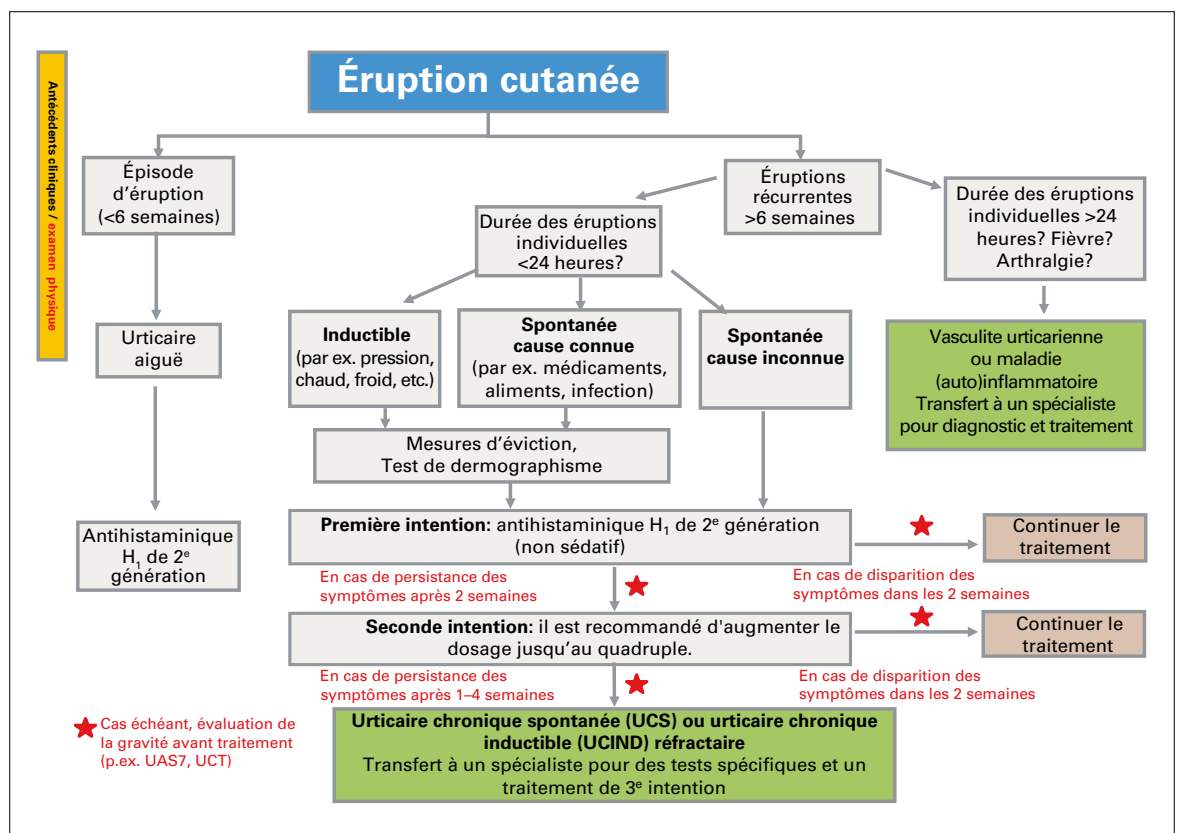 Éruption cutanée
Antécédents cliniques / examen physique
Épisode
d’éruption
(<6 semaines)
Éruptions
récurrentes
>6 semaines
Durée des éruptions
individuelles
<24 heures?
Durée des éruptions
individuelles >24
heures? Fièvre?
Arthralgie?
Urticaire
aiguë
Inductible
(par ex. pression,
chaud, froid, etc.)
Spontanée
cause connue
(par ex. médicaments,
aliments, infection)
Spontanée
cause inconnue
Vasculite urticarienne
ou maladie
(auto)inflammatoire
Transfert à un spécialiste
pour diagnostic et traitement
Mesures d’éviction,
Test de dermographisme
Antihistaminique
H₁ de 2ᵉ
génération
Première intention: antihistaminique H₁ de 2ᵉ génération
(non sédatif)
Continuer le
traitement
En cas de persistance des
symptômes après 2 semaines
En cas de disparition des
symptômes dans les 2 semaines
Seconde intention: il est recommandé d'augmenter le
dosage jusqu’au quadruple.
Continuer le
traitement
En cas de persistance des
symptômes après 1–4 semaines
En cas de disparition des
symptômes dans les 2 semaines
Cas échéant, évaluation de
la gravité avant traitement
(p.ex. UAS7, UCT)
Urticaire chronique spontanée (UCS) ou urticaire chronique
inductible (UCIND) réfractaire
Transfert à un spécialiste pour des tests spécifiques et un
traitement de 3ᵉ intention